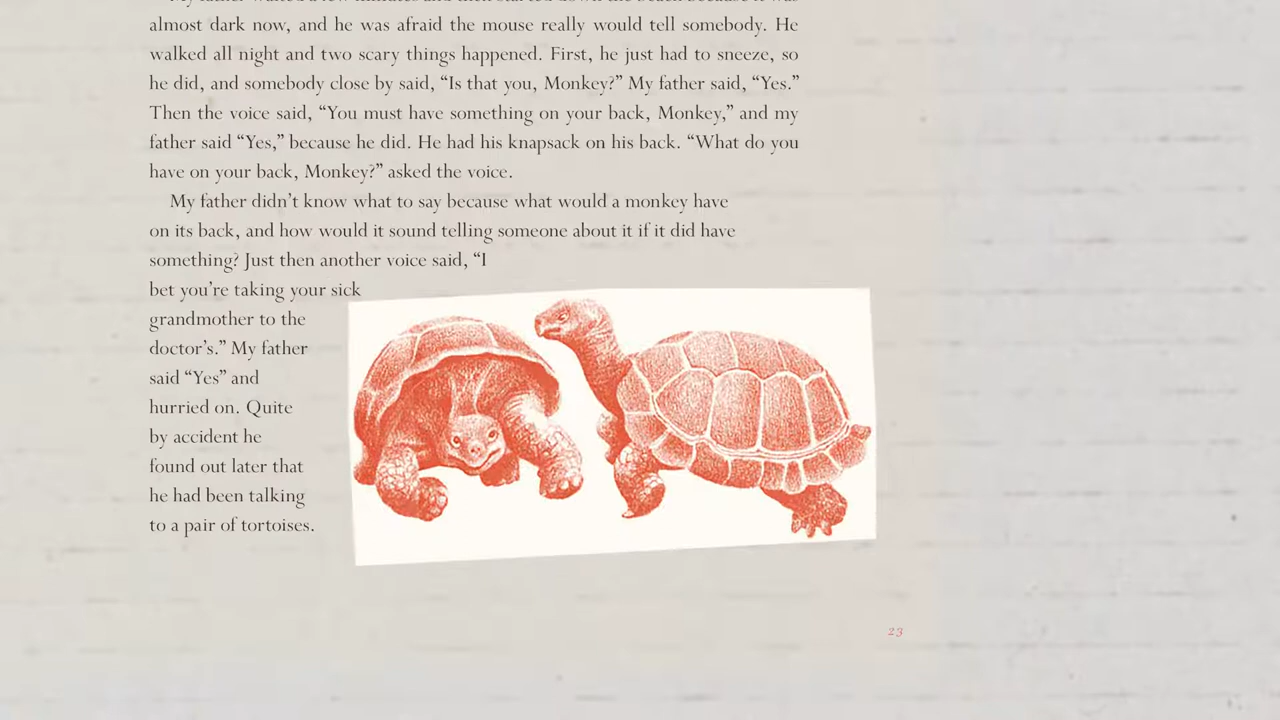 almost dark now, and he was afraid the mouse really would tell somebody. He
walked all night and two scary things happened. First, he just had to sneeze, so
he did, and somebody close by said, “Is that you, Monkey?” My father said, “Yes.”
Then the voice said, “You must have something on your back, Monkey,” and my
father said “Yes,” because he did. He had his knapsack on his back. “What do you
have on your back, Monkey?” asked the voice.
My father didn’t know what to say because what would a monkey have
on its back, and how would it sound telling someone about it if it did have
something? Just then another voice said, “I
bet you’re taking your sick
grandmother to the
doctor’s.” My father
said “Yes” and
hurried on. Quite
by accident he
found out later that
he had been talking
to a pair of tortoises.
23